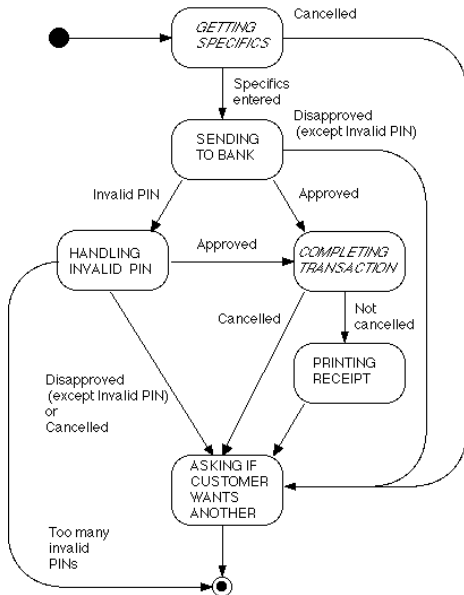 Cancelled
GETTING
SPECIFICS
Specifics
entered
Disapproved
(except Invalid PIN)
SENDING
TO BANK
Invalid PIN
Approved
HANDLING
INVALID PIN
Approved
COMPLETING
TRANSACTION
Cancelled
Not
cancelled
PRINTING
RECEIPT
Disapproved
(except Invalid PIN)
or
Cancelled
ASKING IF
CUSTOMER
WANTS
ANOTHER
Too many
invalid
PINs